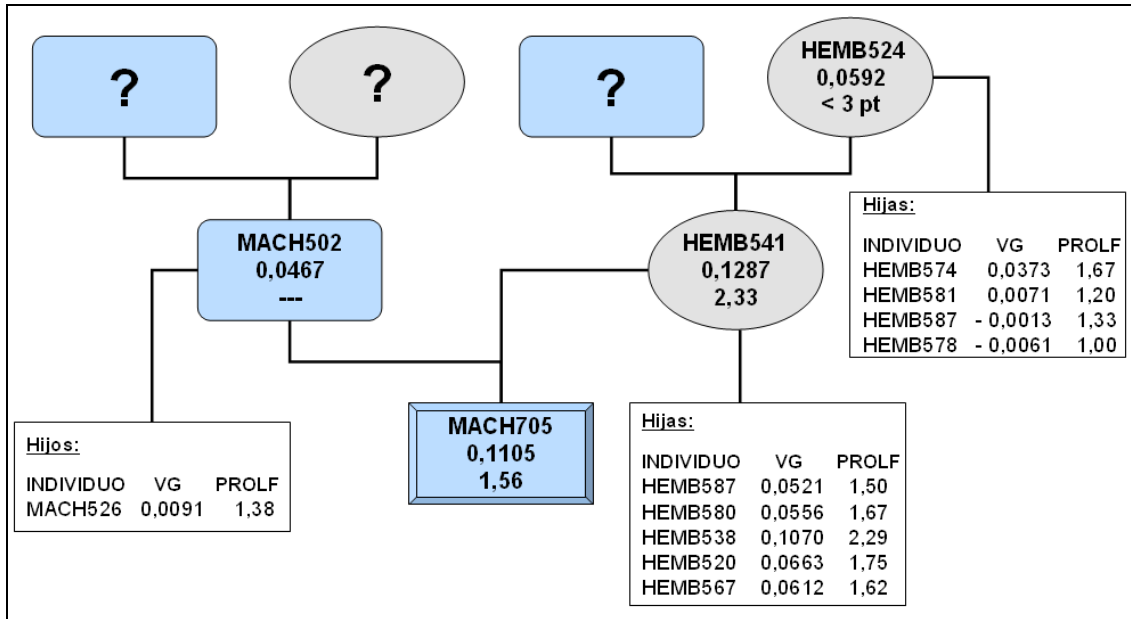 ?
?
?
HEMB524
0,0592
< 3 pt
MACH502
0,0467
---
HEMB541
0,1287
2,33
Hijas:
INDIVIDUO VG PROLF
HEMB574 0,0373 1,67
HEMB581 0,0071 1,20
HEMB587 - 0,0013 1,33
HEMB578 - 0,0061 1,00
Hijos:
INDIVIDUO VG PROLF
MACH526 0,0091 1,38
MACH705
0,1105
1,56
Hijas:
INDIVIDUO VG PROLF
HEMB587 0,0521 1,50
HEMB580 0,0556 1,67
HEMB538 0,1070 2,29
HEMB520 0,0663 1,75
HEMB567 0,0612 1,62